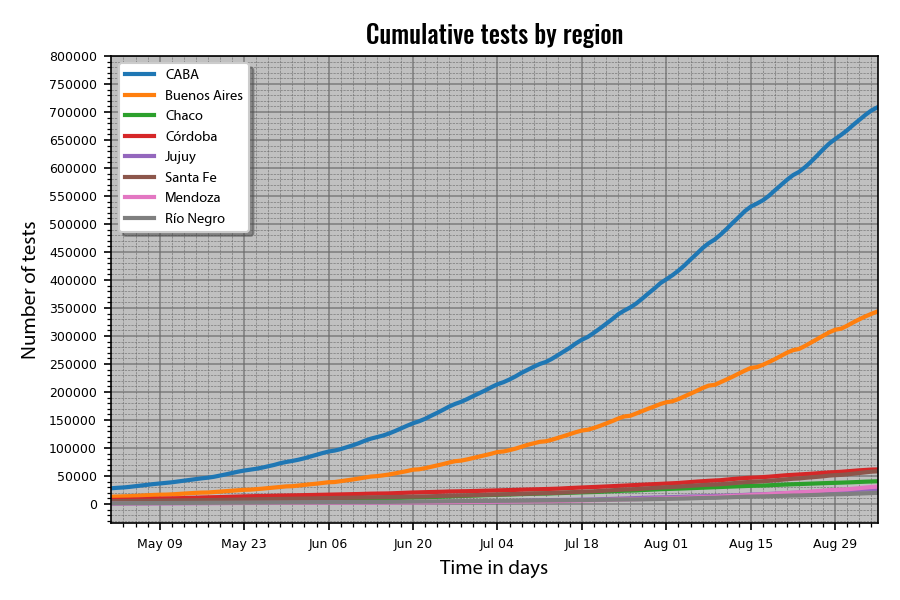 Cumulative tests by region
800000
750000
700000
650000
600000
550000
500000
450000
400000
350000
300000
250000
200000
150000
100000
50000
0
Number of tests
CABA
Buenos Aires
Chaco
Córdoba
Jujuy
Santa Fe
Mendoza
Río Negro
May 09 May 23 Jun 06 Jun 20 Jul 04 Jul 18 Aug 01 Aug 15 Aug 29
Time in days